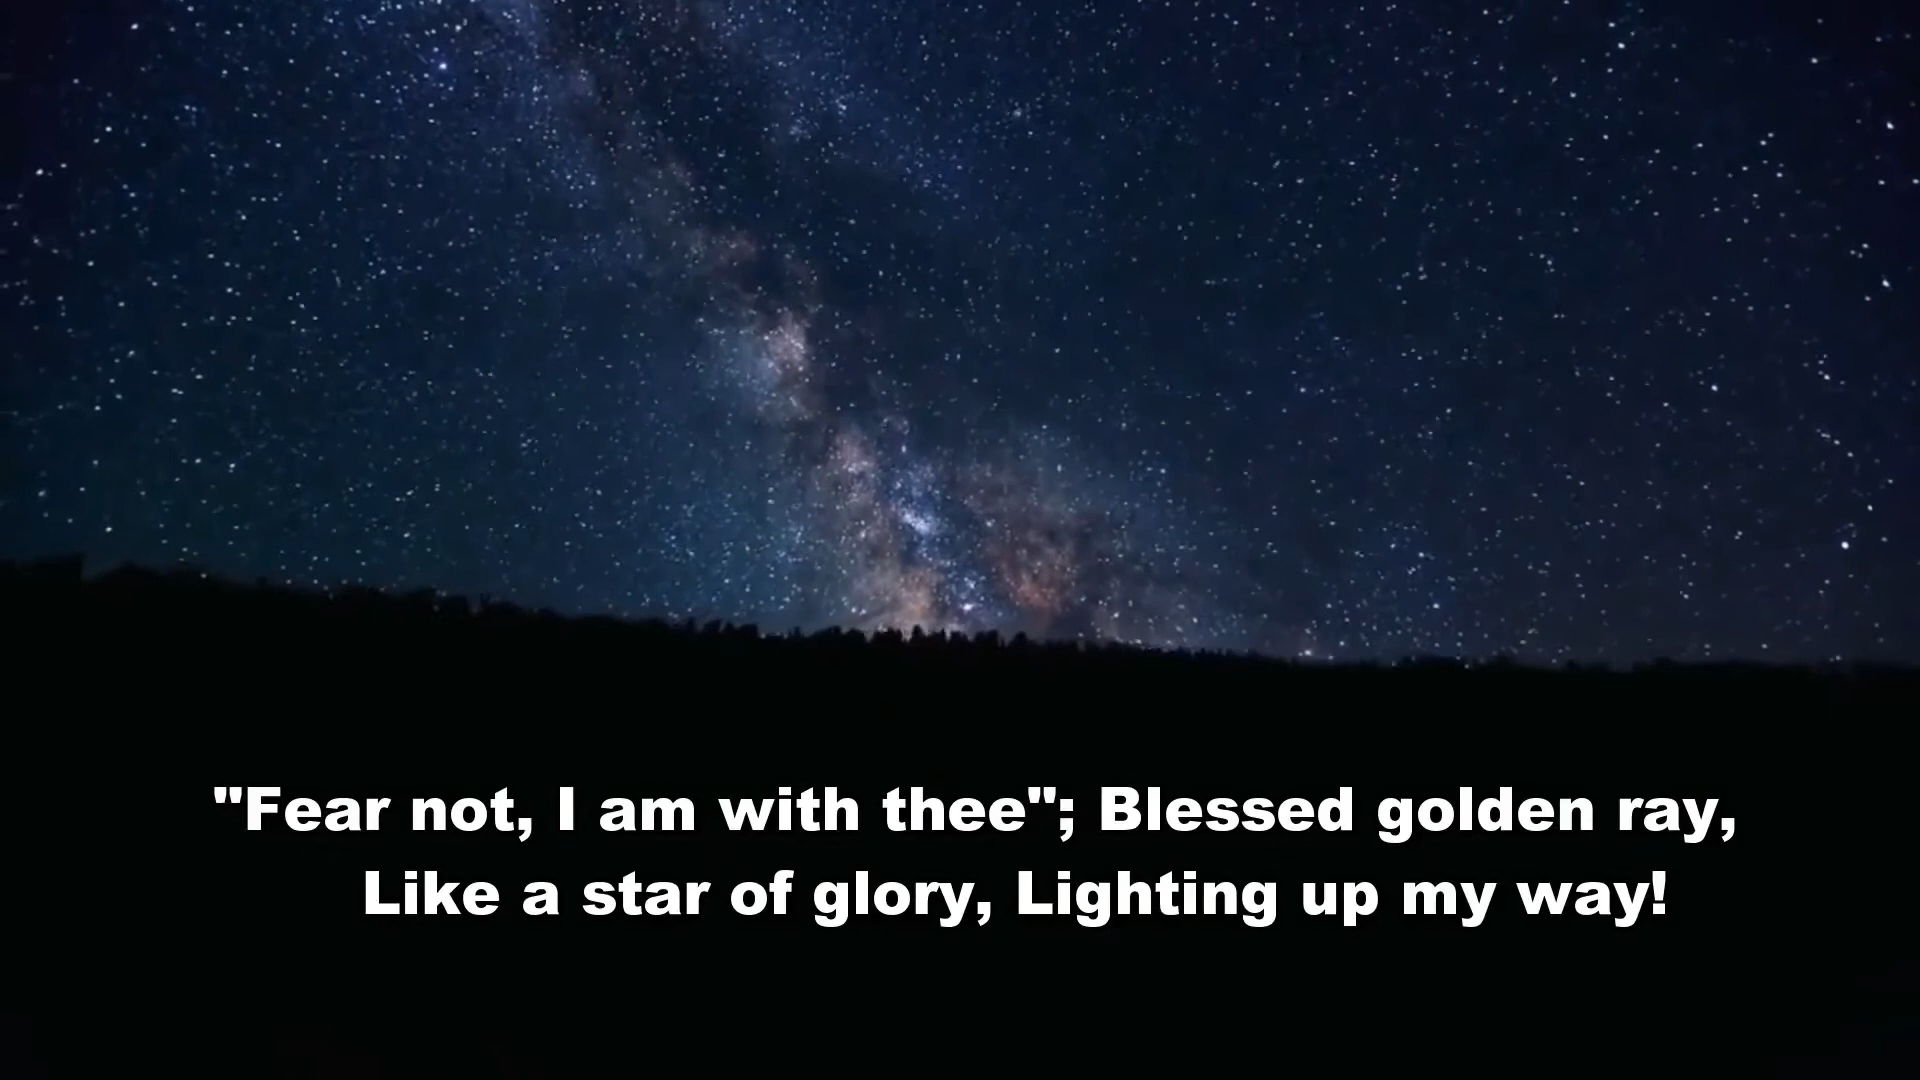 "Fear not, I am with thee"; Blessed golden ray,
Like a star of glory, Lighting up my way!